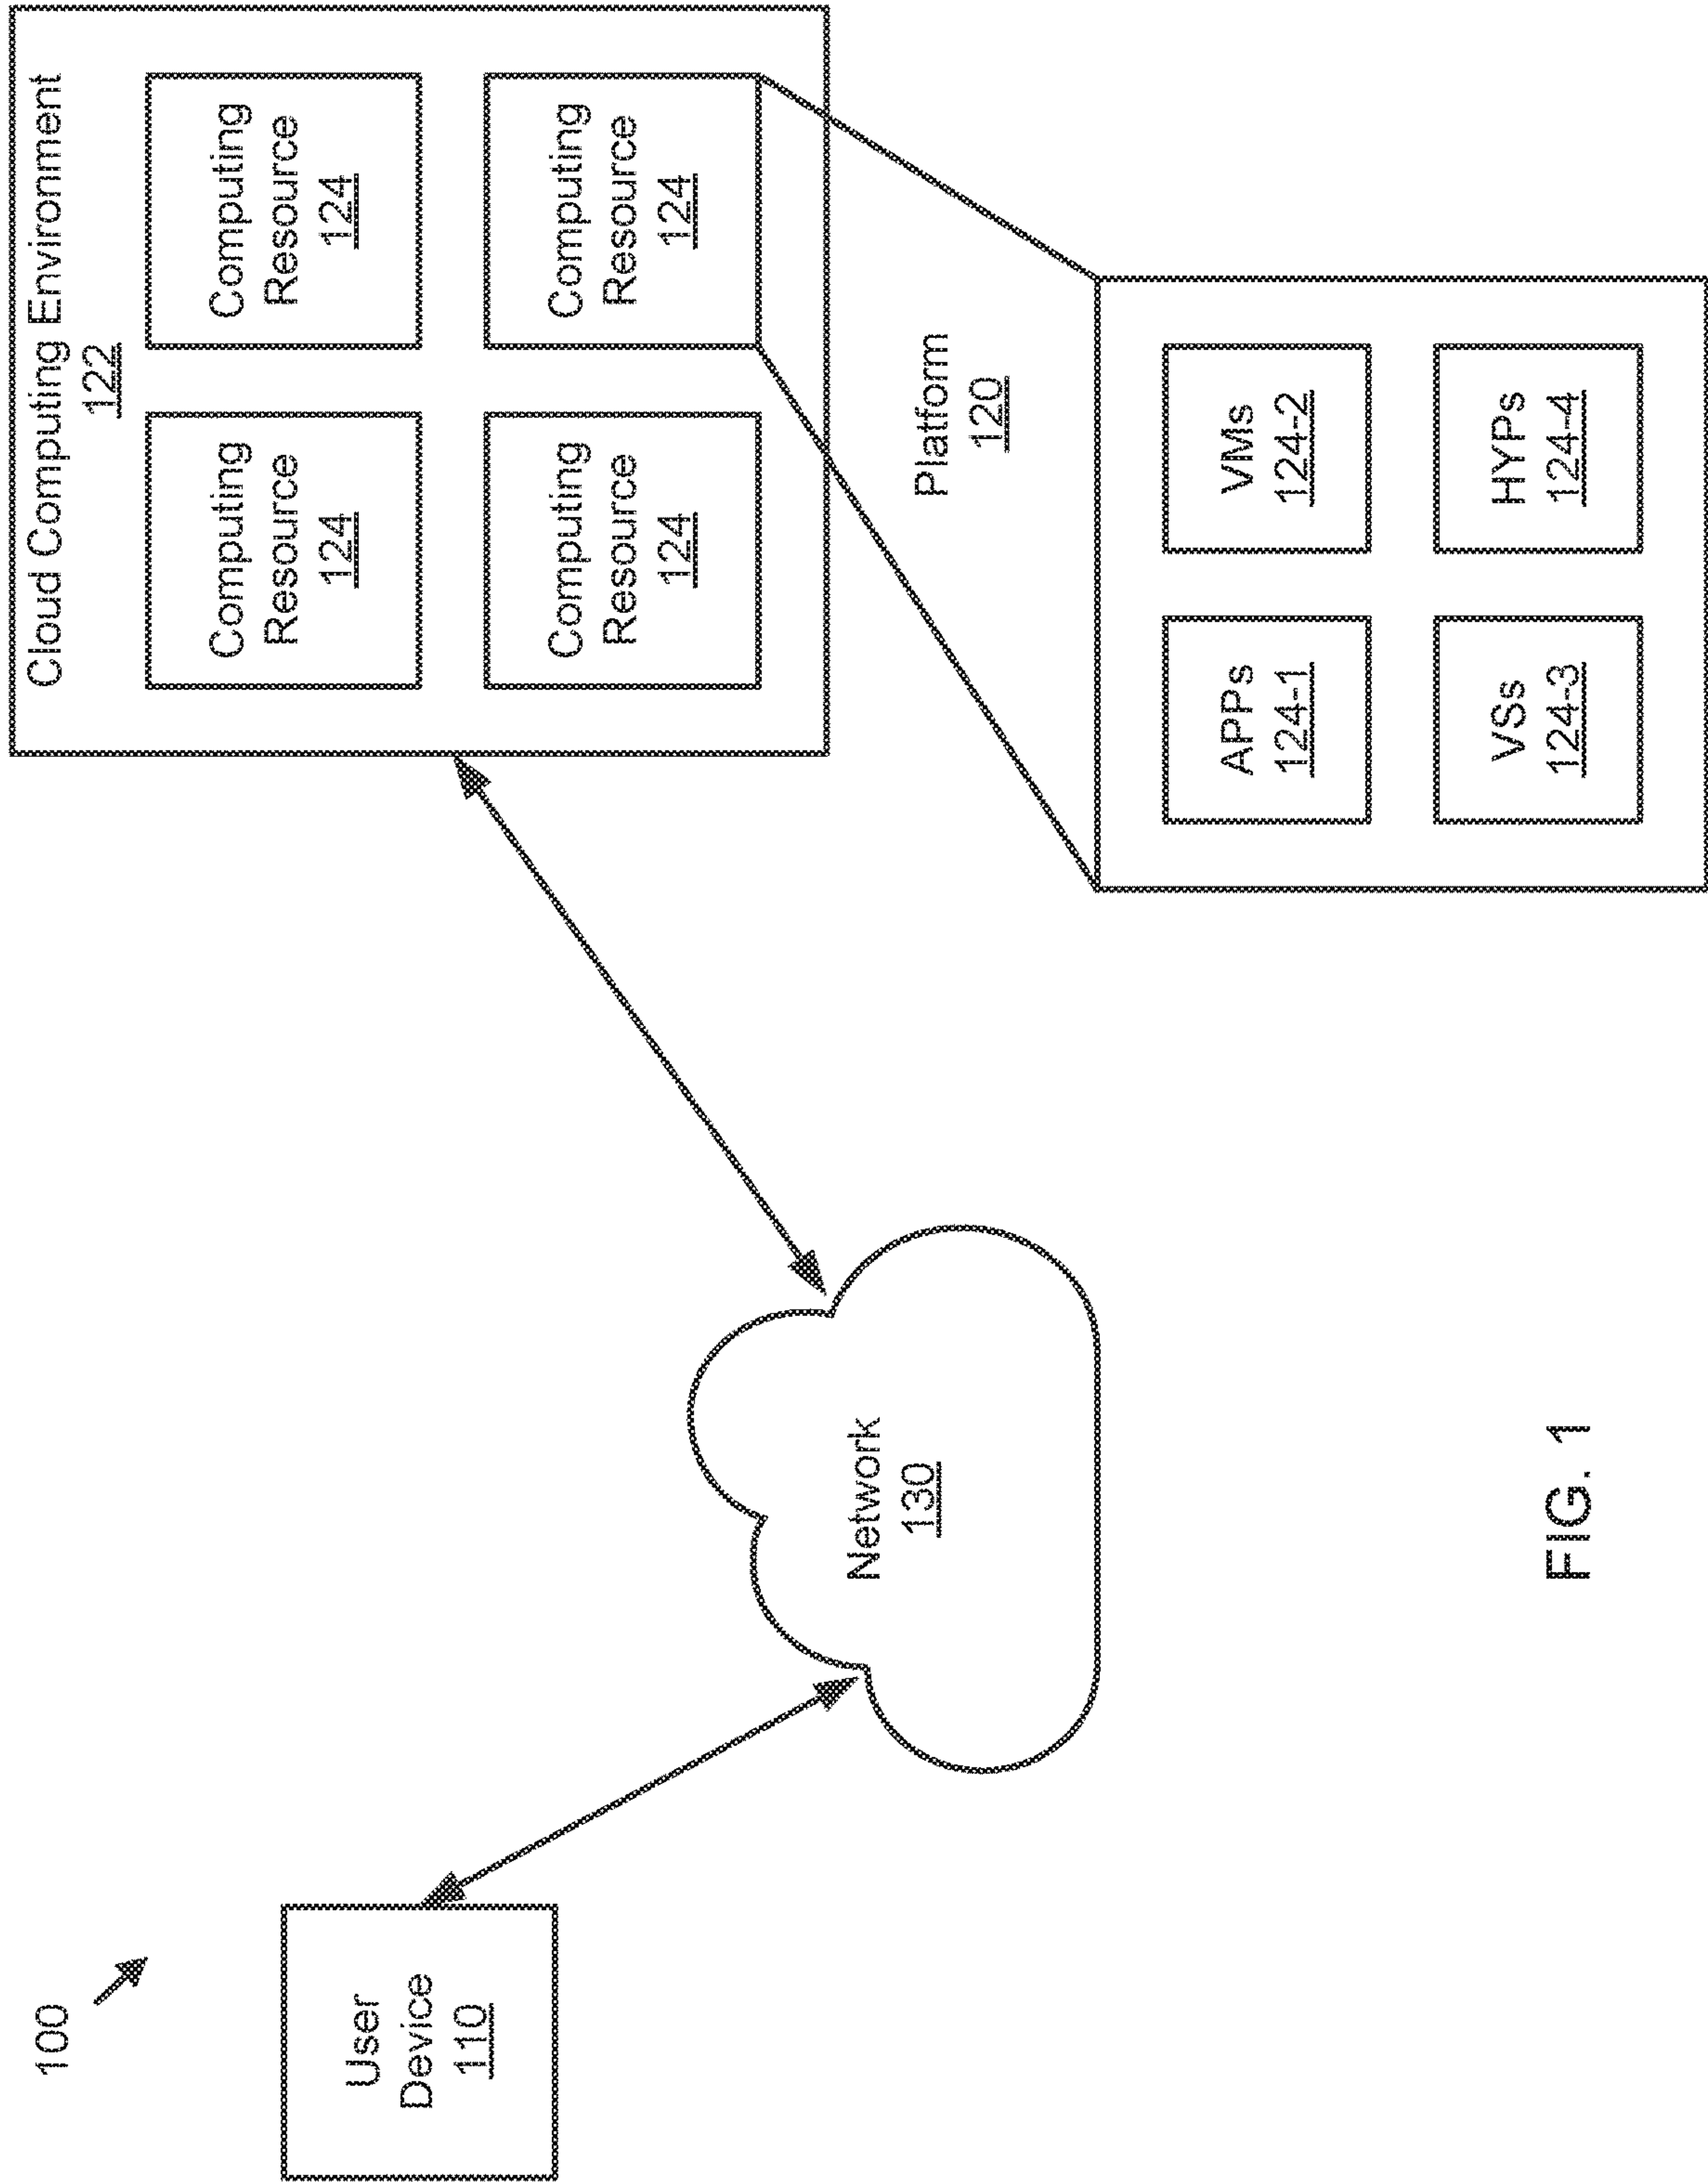 100
User
Device
110
Network
130
Cloud Computing Environment
122
Computing
Resource
124
Computing
Resource
124
Computing
Resource
124
Computing
Resource
124
Platform
120
APPs
124-1
VMs
124-2
VSs
124-3
HYPs
124-4
FIG. 1